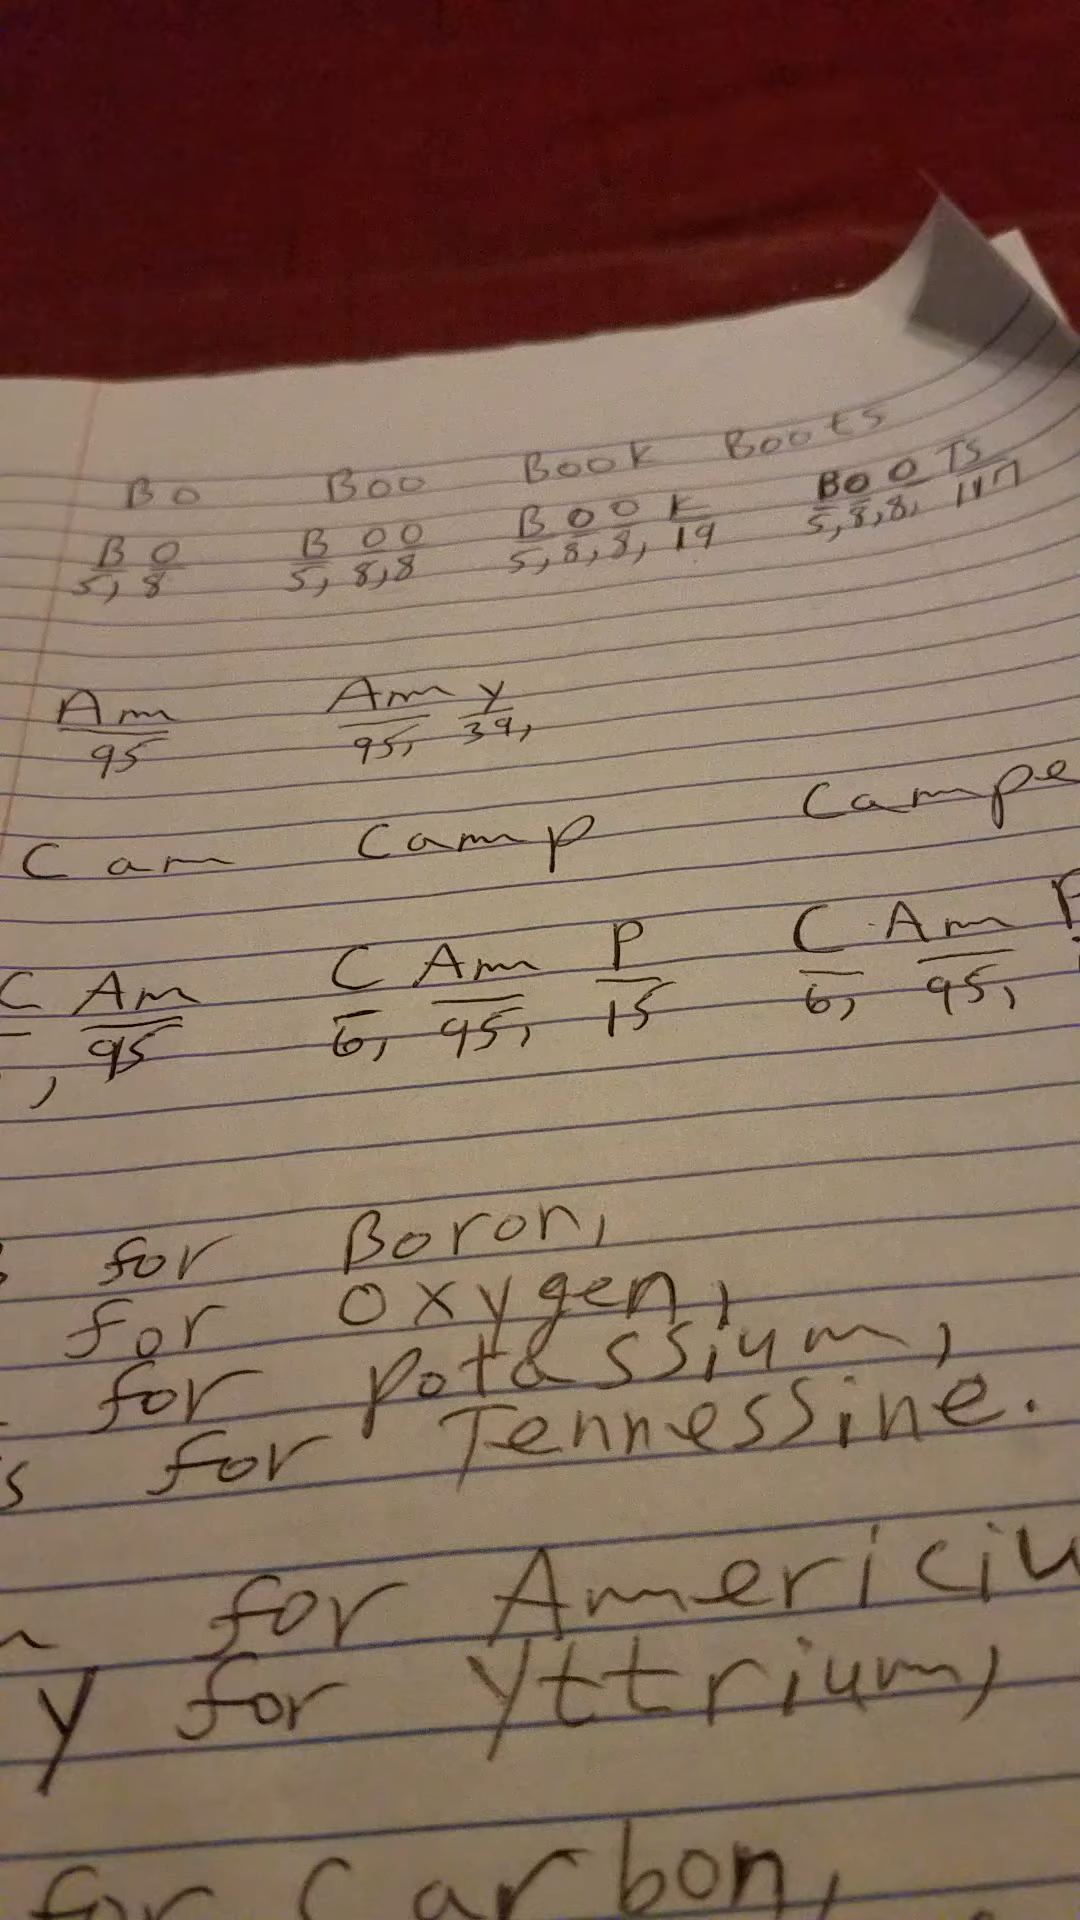 Bo Boo Book Boots
B O B O O B O O K B O O Ts
5, 8 5, 8,8 5,8,8, 19 5,8,8, 117
Am Am Y
95 95, 39,
Cam Camp Campe
C Am C Am P C Am P
, 95 6, 95, 15 6, 95,
for Boron,
for Oxygen,
for potassium,
s for Tennessine.
for Americiu
y for Yttrium,
for Carbon,